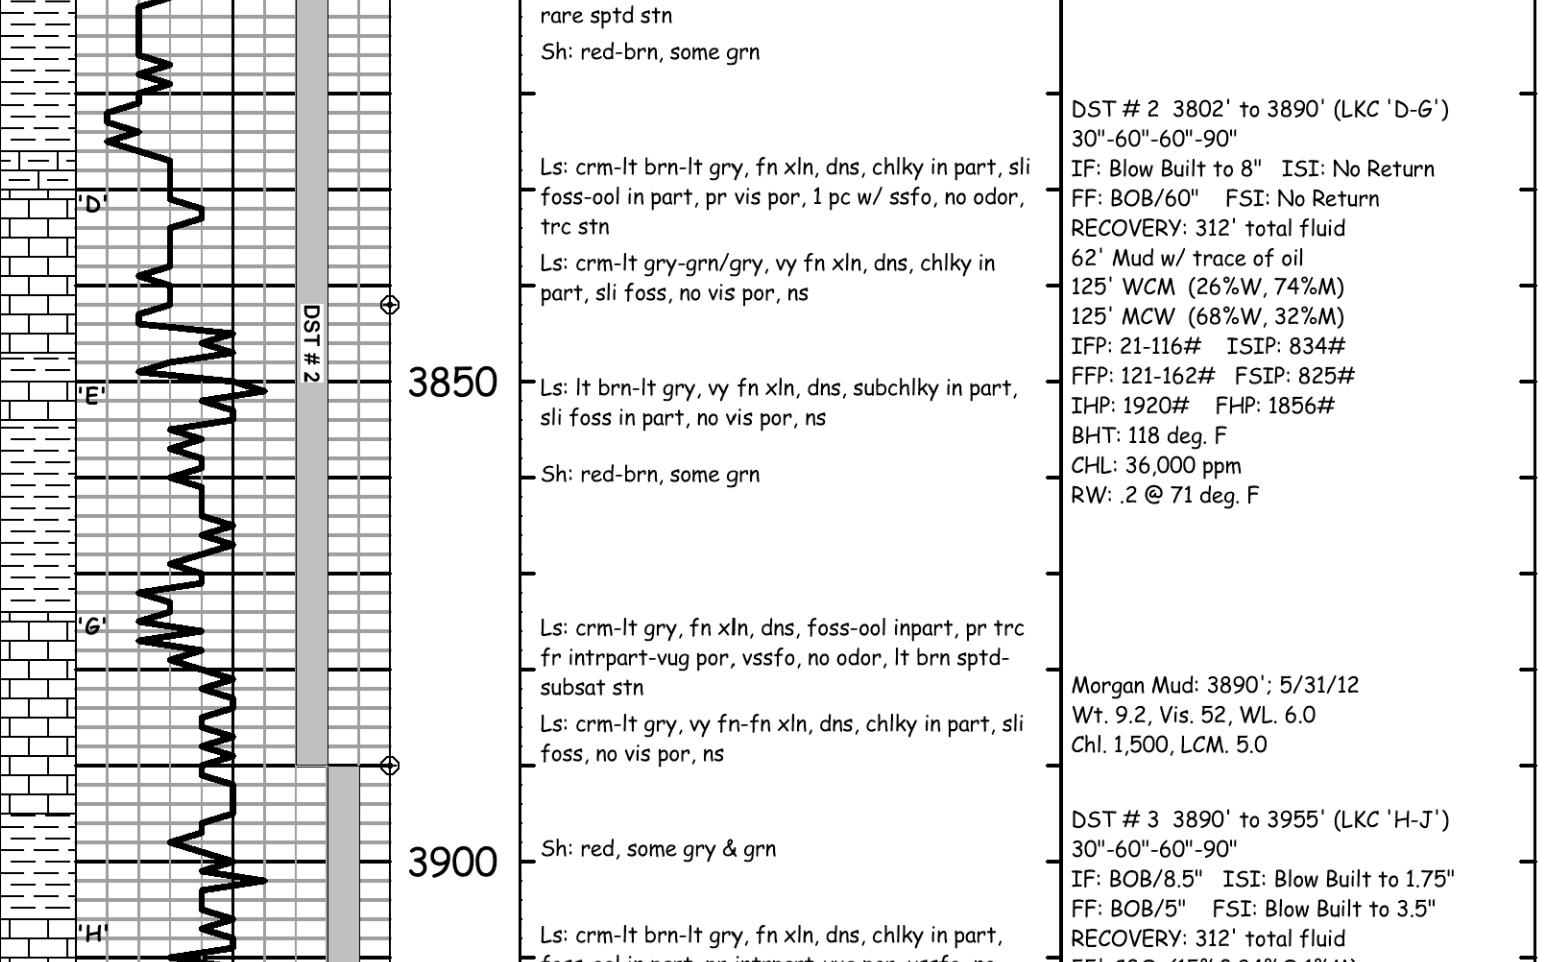 rare sptd stn
Sh: red-brn, some grn
Ls: crm-lt brn-lt gry, fn xln, dns, chlky in part, sli
foss-ool in part, pr vis por, 1 pc w/ ssfo, no odor,
trc stn
Ls: crm-lt gry-grn/gry, vy fn xln, dns, chlky in
part, sli foss, no vis por, ns
Ls: lt brn-lt gry, vy fn xln, dns, subchlky in part,
sli foss in part, no vis por, ns
Sh: red-brn, some grn
Ls: crm-lt gry, fn xln, dns, foss-ool inpart, pr trc
fr intrpart-vug por, vssfo, no odor, lt brn sptd-
subsat stn
Ls: crm-lt gry, vy fn-fn xln, dns, chlky in part, sli
foss, no vis por, ns
Sh: red, some gry & grn
Ls: crm-lt brn-lt gry, fn xln, dns, chlky in part,
'D'
'E'
'G'
'H'
DST # 2
3850
3900
DST # 2 3802' to 3890' (LKC 'D-G')
30"-60"-60"-90"
IF: Blow Built to 8" ISI: No Return
FF: BOB/60" FSI: No Return
RECOVERY: 312' total fluid
62' Mud w/ trace of oil
125' WCM (26%W, 74%M)
125' MCW (68%W, 32%M)
IFP: 21-116# ISIP: 834#
FFP: 121-162# FSIP: 825#
IHP: 1920# FHP: 1856#
BHT: 118 deg. F
CHL: 36,000 ppm
RW: .2 @ 71 deg. F
Morgan Mud: 3890'; 5/31/12
Wt. 9.2, Vis. 52, WL. 6.0
Chl. 1,500, LCM. 5.0
DST # 3 3890' to 3955' (LKC 'H-J')
30"-60"-60"-90"
IF: BOB/8.5" ISI: Blow Built to 1.75"
FF: BOB/5" FSI: Blow Built to 3.5"
RECOVERY: 312' total fluid